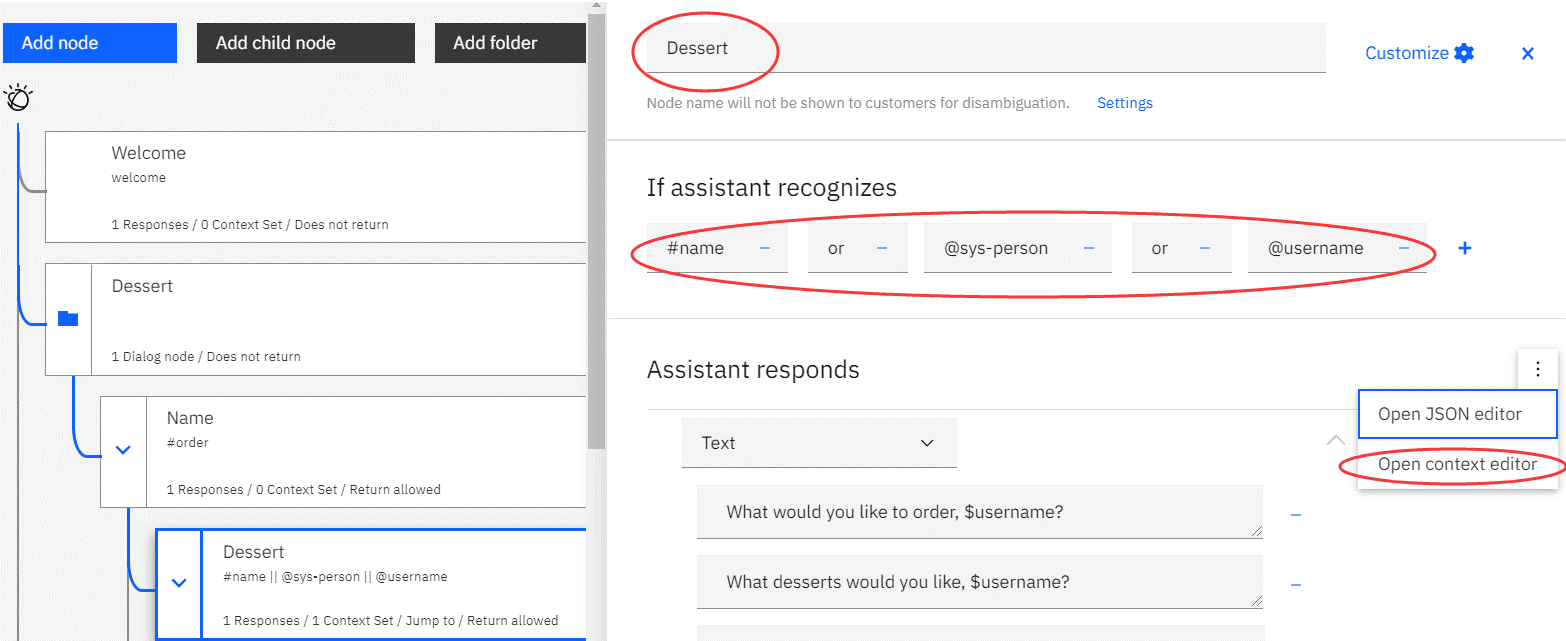 Add node
Add child node
Add folder
Welcome
welcome
1 Responses / 0 Context Set / Does not return
Dessert
1 Dialog node / Does not return
Name
#order
1 Responses / 0 Context Set / Return allowed
Dessert
#name || @sys-person || @username
1 Responses / 1 Context Set / Jump to / Return allowed
Dessert
Customize
Node name will not be shown to customers for disambiguation. Settings
If assistant recognizes
#name or @sys-person or @username
Assistant responds
Open JSON editor
Open context editor
Text
What would you like to order, $username?
What desserts would you like, $username?